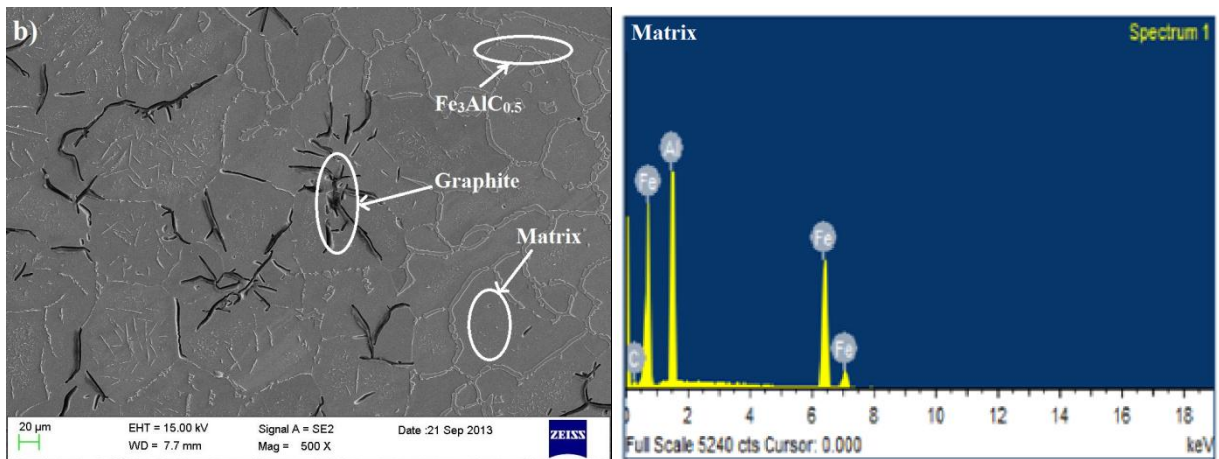 b)
Fe₃AlC₀.₅
Graphite
Matrix
20 µm
EHT = 15.00 kV
Signal A = SE2
Date :21 Sep 2013
WD = 7.7 mm
Mag = 500 X
ZEISS
Matrix
Spectrum 1
Al
Fe
Fe
Fe
C
0 2 4 6 8 10 12 14 16 18
Full Scale 5240 cts Cursor: 0.000
keV